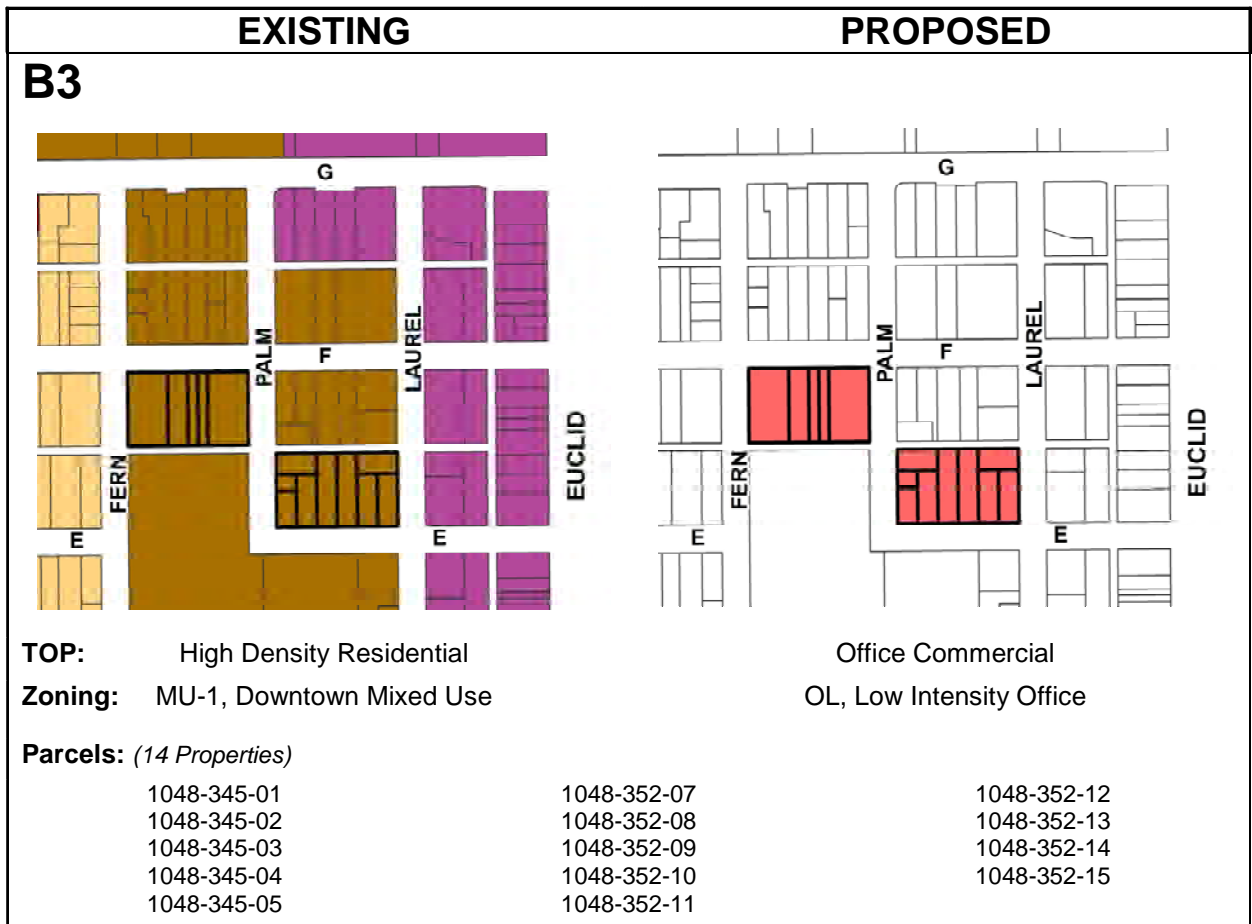 EXISTING PROPOSED
B3
G
PALM
F
LAUREL
FERN
EUCLID
E
E
G
PALM
F
LAUREL
FERN
EUCLID
E
E
TOP: High Density Residential Office Commercial
Zoning: MU-1, Downtown Mixed Use OL, Low Intensity Office
Parcels: (14 Properties)
1048-345-01 1048-352-07 1048-352-12
1048-345-02 1048-352-08 1048-352-13
1048-345-03 1048-352-09 1048-352-14
1048-345-04 1048-352-10 1048-352-15
1048-345-05 1048-352-11